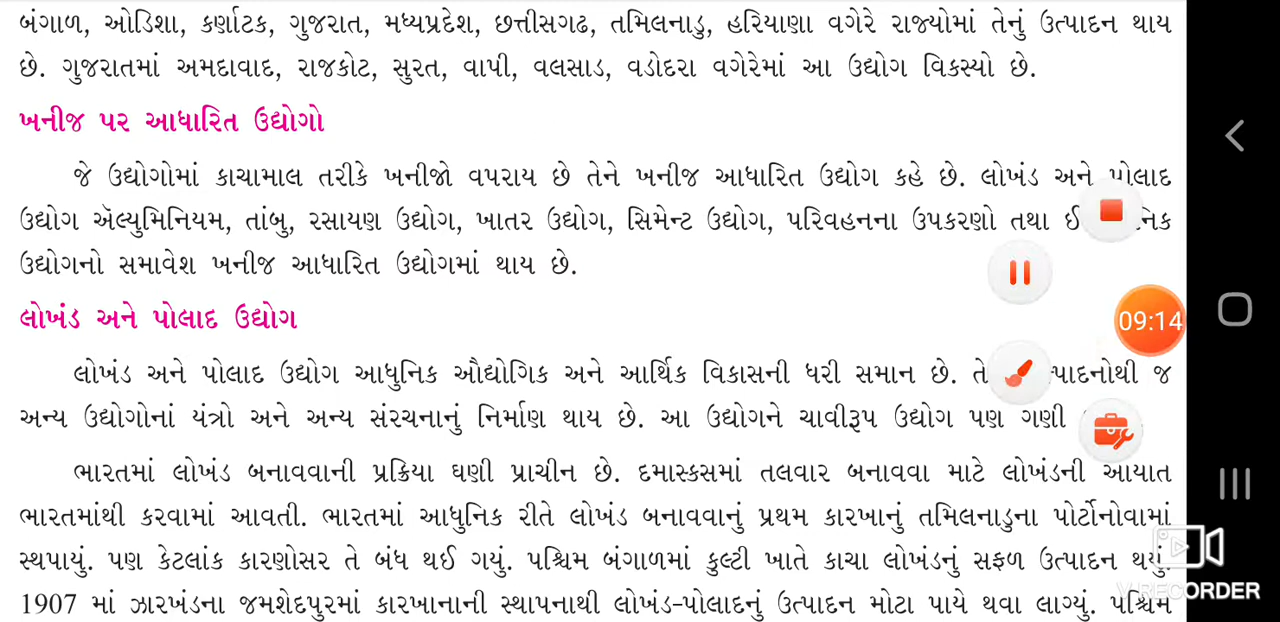 બંગાળ, ઓડિશા, કર્ણાટક, ગુજરાત, મધ્યપ્રદેશ, છત્તીસગઢ, તમિલનાડુ, હરિયાણા વગેરે રાજ્યોમાં તેનું ઉત્પાદન થાય
છે. ગુજરાતમાં અમદાવાદ, રાજકોટ, સુરત, વાપી, વલસાડ, વડોદરા વગેરેમાં આ ઉદ્યોગ વિકસ્યો છે.
ખનીજ પર આધારિત ઉદ્યોગો
જે ઉદ્યોગોમાં કાચામાલ તરીકે ખનીજો વપરાય છે તેને ખનીજ આધારિત ઉદ્યોગ કહે છે. લોખંડ અને પોલાદ
ઉદ્યોગ ઍલ્યુમિનિયમ, તાંબુ, રસાયણ ઉદ્યોગ, ખાતર ઉદ્યોગ, સિમેન્ટ ઉદ્યોગ, પરિવહનના ઉપકરણો તથા
ઉદ્યોગનો સમાવેશ ખનીજ આધારિત ઉદ્યોગમાં થાય છે.
લોખંડ અને પોલાદ ઉદ્યોગ
09:14
લોખંડ અને પોલાદ ઉદ્યોગ આધુનિક ઔદ્યોગિક અને આર્થિક વિકાસની ધરી સમાન છે. જ
અન્ય ઉદ્યોગોનાં યંત્રો અને અન્ય સંરચનાનું નિર્માણ થાય છે. આ ઉદ્યોગને ચાવીરૂપ ઉદ્યોગ પણ ગણી
ભારતમાં લોખંડ બનાવવાની પ્રક્રિયા ઘણી પ્રાચીન છે. દમાસ્કસમાં તલવાર બનાવવા માટે લોખંડની આયાત
ભારતમાંથી કરવામાં આવતી. ભારતમાં આધુનિક રીતે લોખંડ બનાવવાનું પ્રથમ કારખાનું તમિલનાડુના પોર્ટોનોવામાં
સ્થપાયું. પણ કેટલાંક કારણોસર તે બંધ થઈ ગયું. પશ્ચિમ બંગાળમાં કુલ્ટી ખાતે કાચા લોખંડનું સફળ ઉત્પાદન થયું.
1907 માં ઝારખંડના જમશેદપુરમાં કારખાનાની સ્થાપનાથી લોખંડ-પોલાદનું ઉત્પાદન મોટા પાયે થવા લાગ્યું. પશ્ચિમ
V RECORDER